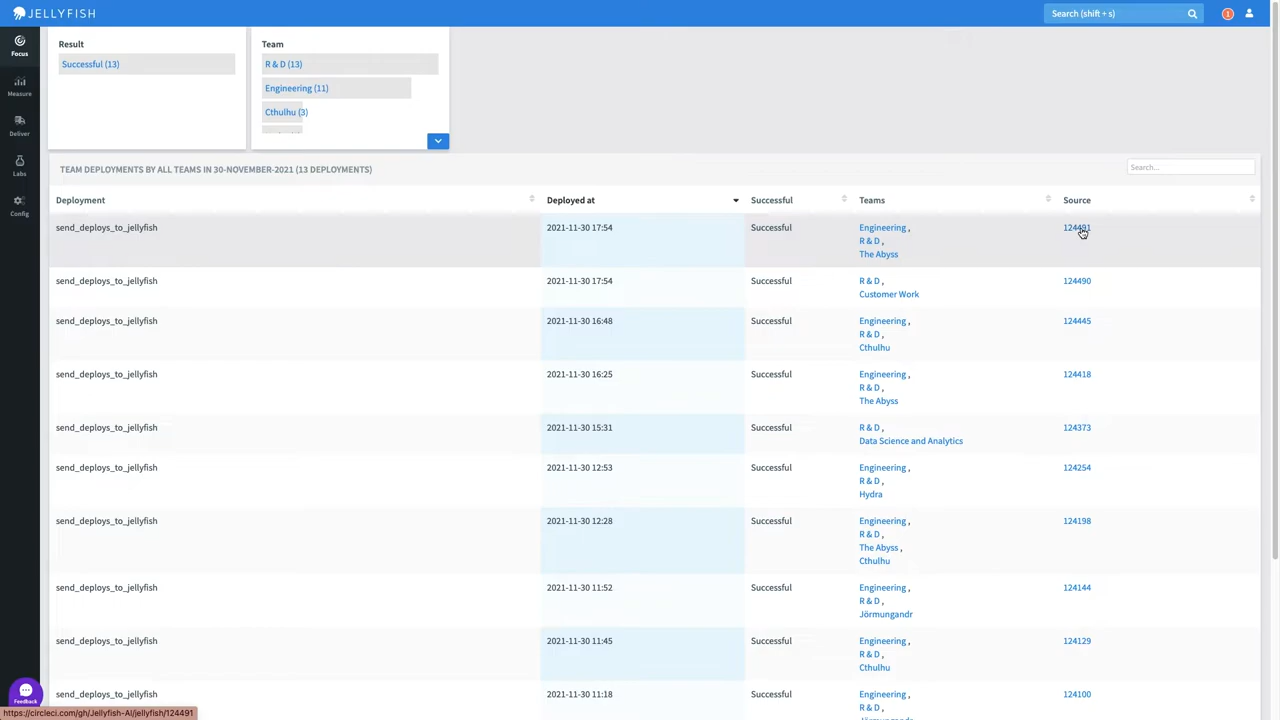 JELLYFISH
Search (shift + s)
Focus
Measure
Deliver
Labs
Config
Result
Successful (13)
Team
R & D (13)
Engineering (11)
Cthulhu (3)
TEAM DEPLOYMENTS BY ALL TEAMS IN 30-NOVEMBER-2021 (13 DEPLOYMENTS)
Search...
Deployment Deployed at Successful Teams Source
send_deploys_to_jellyfish 2021-11-30 17:54 Successful Engineering , 124491
R & D ,
The Abyss
send_deploys_to_jellyfish 2021-11-30 17:54 Successful R & D , 124490
Customer Work
send_deploys_to_jellyfish 2021-11-30 16:48 Successful Engineering , 124445
R & D ,
Cthulhu
send_deploys_to_jellyfish 2021-11-30 16:25 Successful Engineering , 124418
R & D ,
The Abyss
send_deploys_to_jellyfish 2021-11-30 15:31 Successful R & D , 124373
Data Science and Analytics
send_deploys_to_jellyfish 2021-11-30 12:53 Successful Engineering , 124254
R & D ,
Hydra
send_deploys_to_jellyfish 2021-11-30 12:28 Successful Engineering , 124198
R & D ,
The Abyss ,
Cthulhu
send_deploys_to_jellyfish 2021-11-30 11:52 Successful Engineering , 124144
R & D ,
Jörmungandr
send_deploys_to_jellyfish 2021-11-30 11:45 Successful Engineering , 124129
R & D ,
Cthulhu
send_deploys_to_jellyfish 2021-11-30 11:18 Successful Engineering , 124100
R & D ,
Feedback
https://circleci.com/gh/Jellyfish-AI/jellyfish/124491